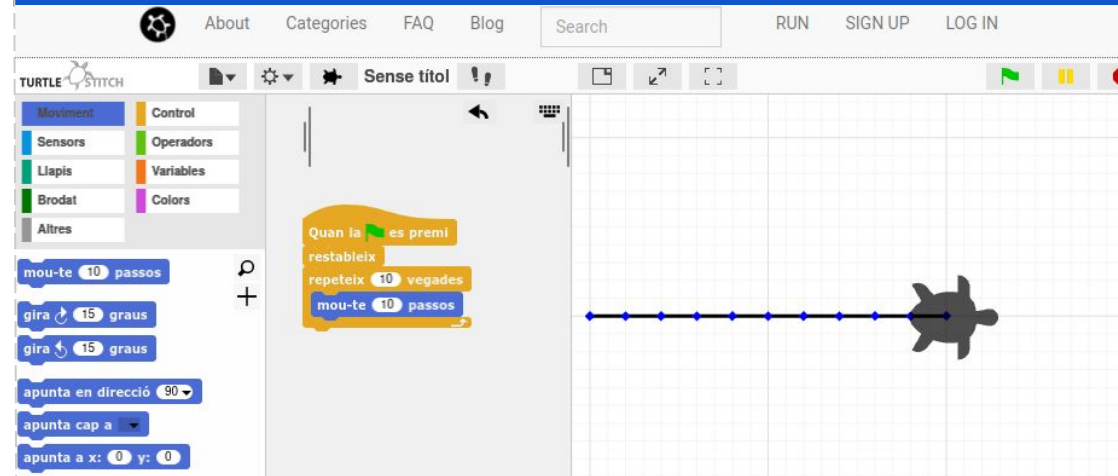 About Categories FAQ Blog Search RUN SIGN UP LOG IN
TURTLE STITCH Sense títol
Moviment Control
Sensors Operadors
Llapis Variables
Brodat Colors
Altres
mou-te 10 passos
gira 15 graus
gira 15 graus
apunta en direcció 90
apunta cap a
apunta a x: 0 y: 0
Quan la es premi
restableix
repeteix 10 vegades
mou-te 10 passos